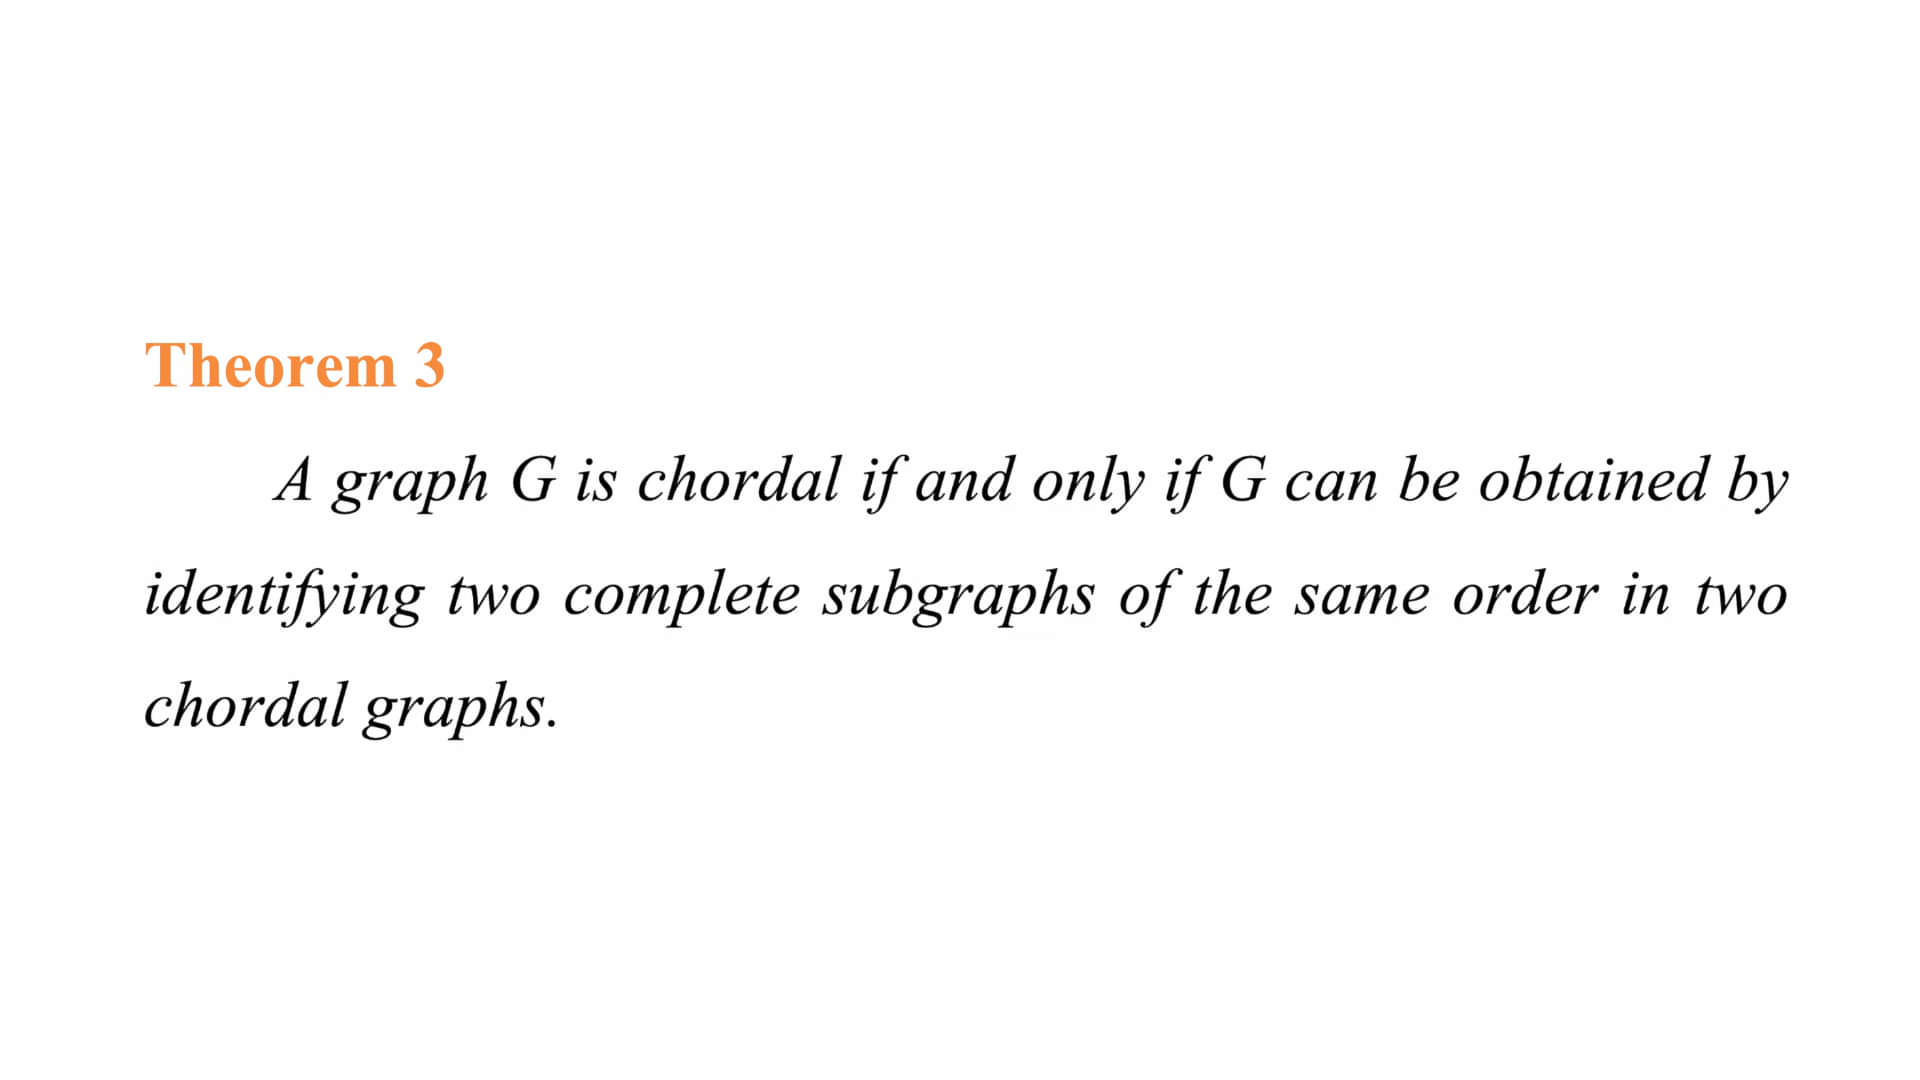 Theorem 3
A graph G is chordal if and only if G can be obtained by
identifying two complete subgraphs of the same order in two
chordal graphs.